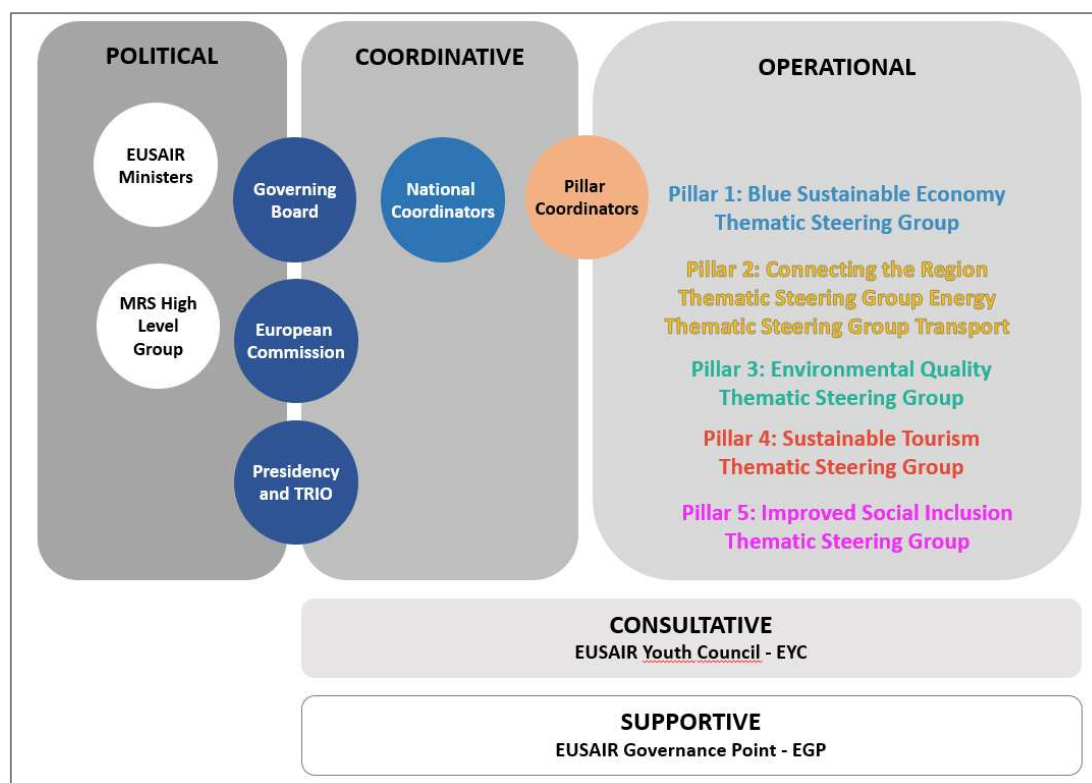 POLITICAL
EUSAIR
Ministers
MRS High
Level
Group
Governing
Board
European
Commission
Presidency
and TRIO
COORDINATIVE
National
Coordinators
Pillar
Coordinators
OPERATIONAL
Pillar 1: Blue Sustainable Economy
Thematic Steering Group
Pillar 2: Connecting the Region
Thematic Steering Group Energy
Thematic Steering Group Transport
Pillar 3: Environmental Quality
Thematic Steering Group
Pillar 4: Sustainable Tourism
Thematic Steering Group
Pillar 5: Improved Social Inclusion
Thematic Steering Group
CONSULTATIVE
EUSAIR Youth Council - EYC
SUPPORTIVE
EUSAIR Governance Point - EGP